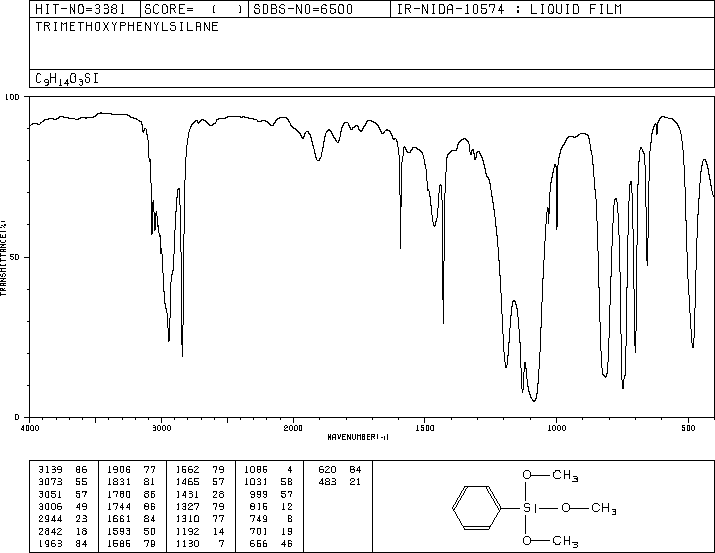 HIT-NO=3381 SCORE= ( ) SDBS-NO=6500 IR-NIDA-10574 : LIQUID FILM
TRIMETHOXYPHENYLSILANE
C9H14O3SI
100
50
0
TRANSMITTANCE(%)
4000 3000 2000 1500 1000 500
WAVENUMBER(-1)
3139 86 1906 77 1562 79 1086 4 620 84
3073 55 1831 81 1465 57 1031 58 483 21
3051 57 1780 86 1431 28 999 57
3006 49 1744 86 1327 79 816 12
2944 23 1661 84 1310 77 749 8
2842 18 1593 50 1192 14 701 19
1963 84 1586 79 1130 7 656 46
O—CH3
Si—O—CH3
O—CH3